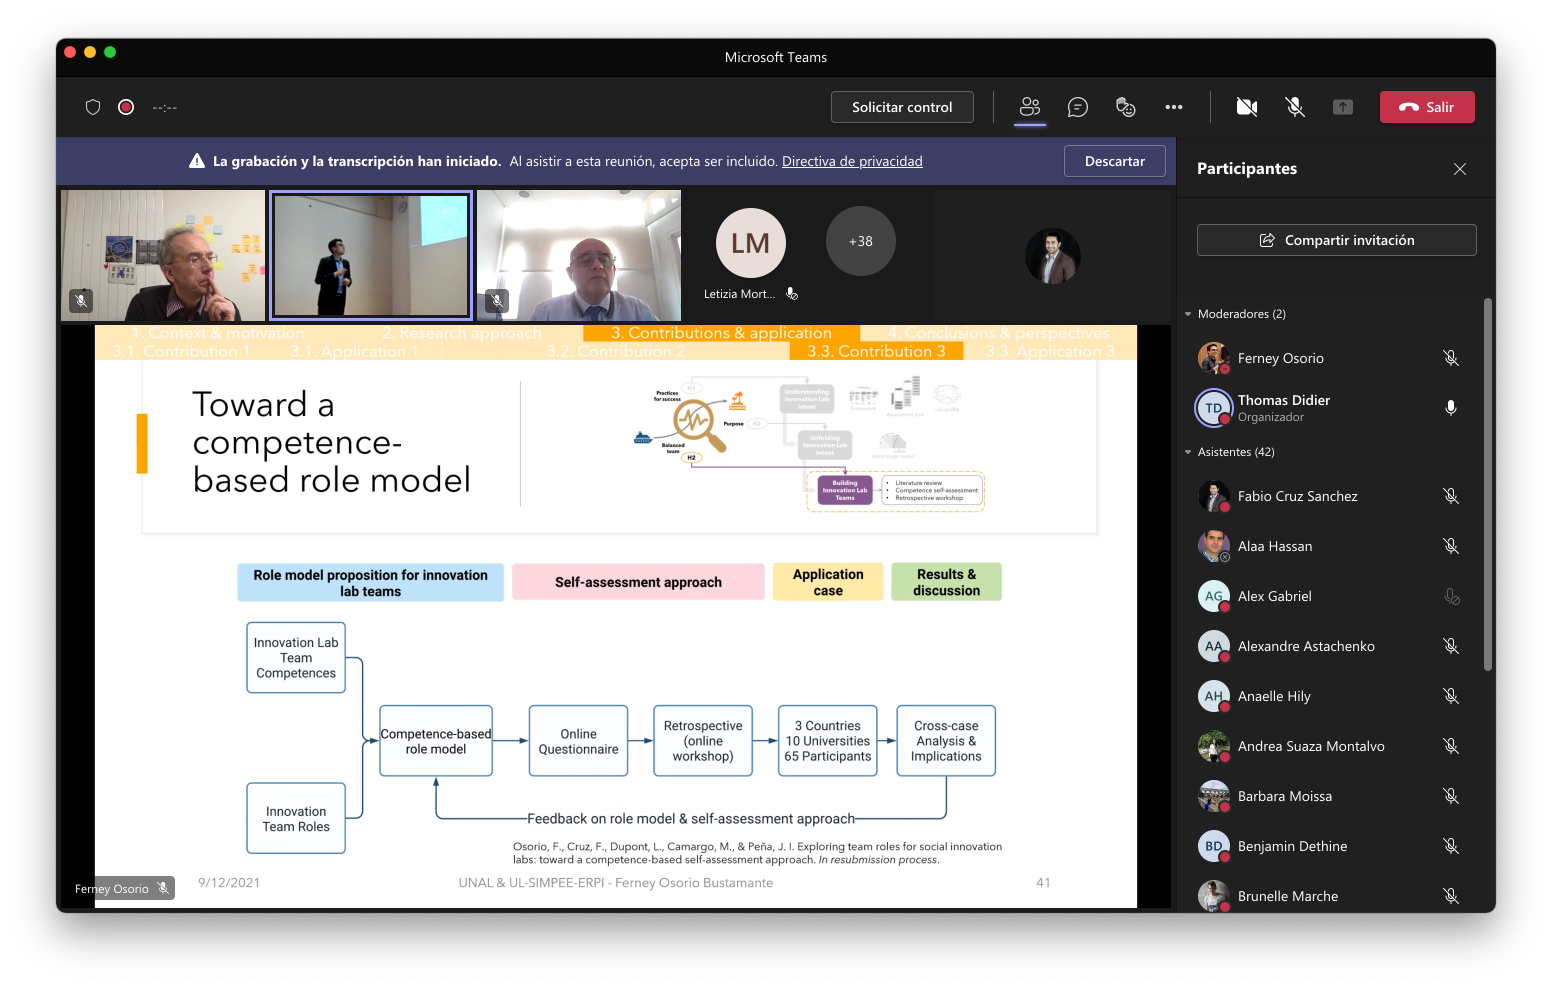 Microsoft Teams
--:--
Solicitar control
Salir
La grabación y la transcripción han iniciado. Al asistir a esta reunión, acepta ser incluido. Directiva de privacidad
Descartar
LM
Letizia Mort...
+38
1. Context & motivation
2. Research approach
3. Contributions & application
4. Conclusions & perspectives
3.1. Contribution 1
3.1. Application 1
3.2. Contribution 2
3.3. Contribution 3
3.3. Application 3
Toward a
competence-
based role model
Practices
for success
H1
Purpose
H3
Balanced
team
H2
Understanding
Innovation Lab
Intent
Unfolding
Innovation Lab
Intent
Building
Innovation Lab
Teams
• Literature review
• Competence self-assessment
• Retrospective workshop
Role model proposition for innovation
lab teams
Self-assessment approach
Application
case
Results &
discussion
Innovation Lab
Team
Competences
Innovation
Team Roles
Competence-based
role model
Online
Questionnaire
Retrospective
(online
workshop)
3 Countries
10 Universities
65 Participants
Cross-case
Analysis &
Implications
Feedback on role model & self-assessment approach
Osorio, F., Cruz, F., Dupont, L., Camargo, M., & Peña, J. I. Exploring team roles for social innovation
labs: toward a competence-based self-assessment approach. In resubmission process.
Ferney Osorio
9/12/2021
UNAL & UL-SIMPEE-ERPI - Ferney Osorio Bustamante
41
Participantes
Compartir invitación
Moderadores (2)
Ferney Osorio
TD
Thomas Didier
Organizador
Asistentes (42)
Fabio Cruz Sanchez
Alaa Hassan
AG
Alex Gabriel
AA
Alexandre Astachenko
AH
Anaelle Hily
Andrea Suaza Montalvo
Barbara Moissa
BD
Benjamin Dethine
Brunelle Marche